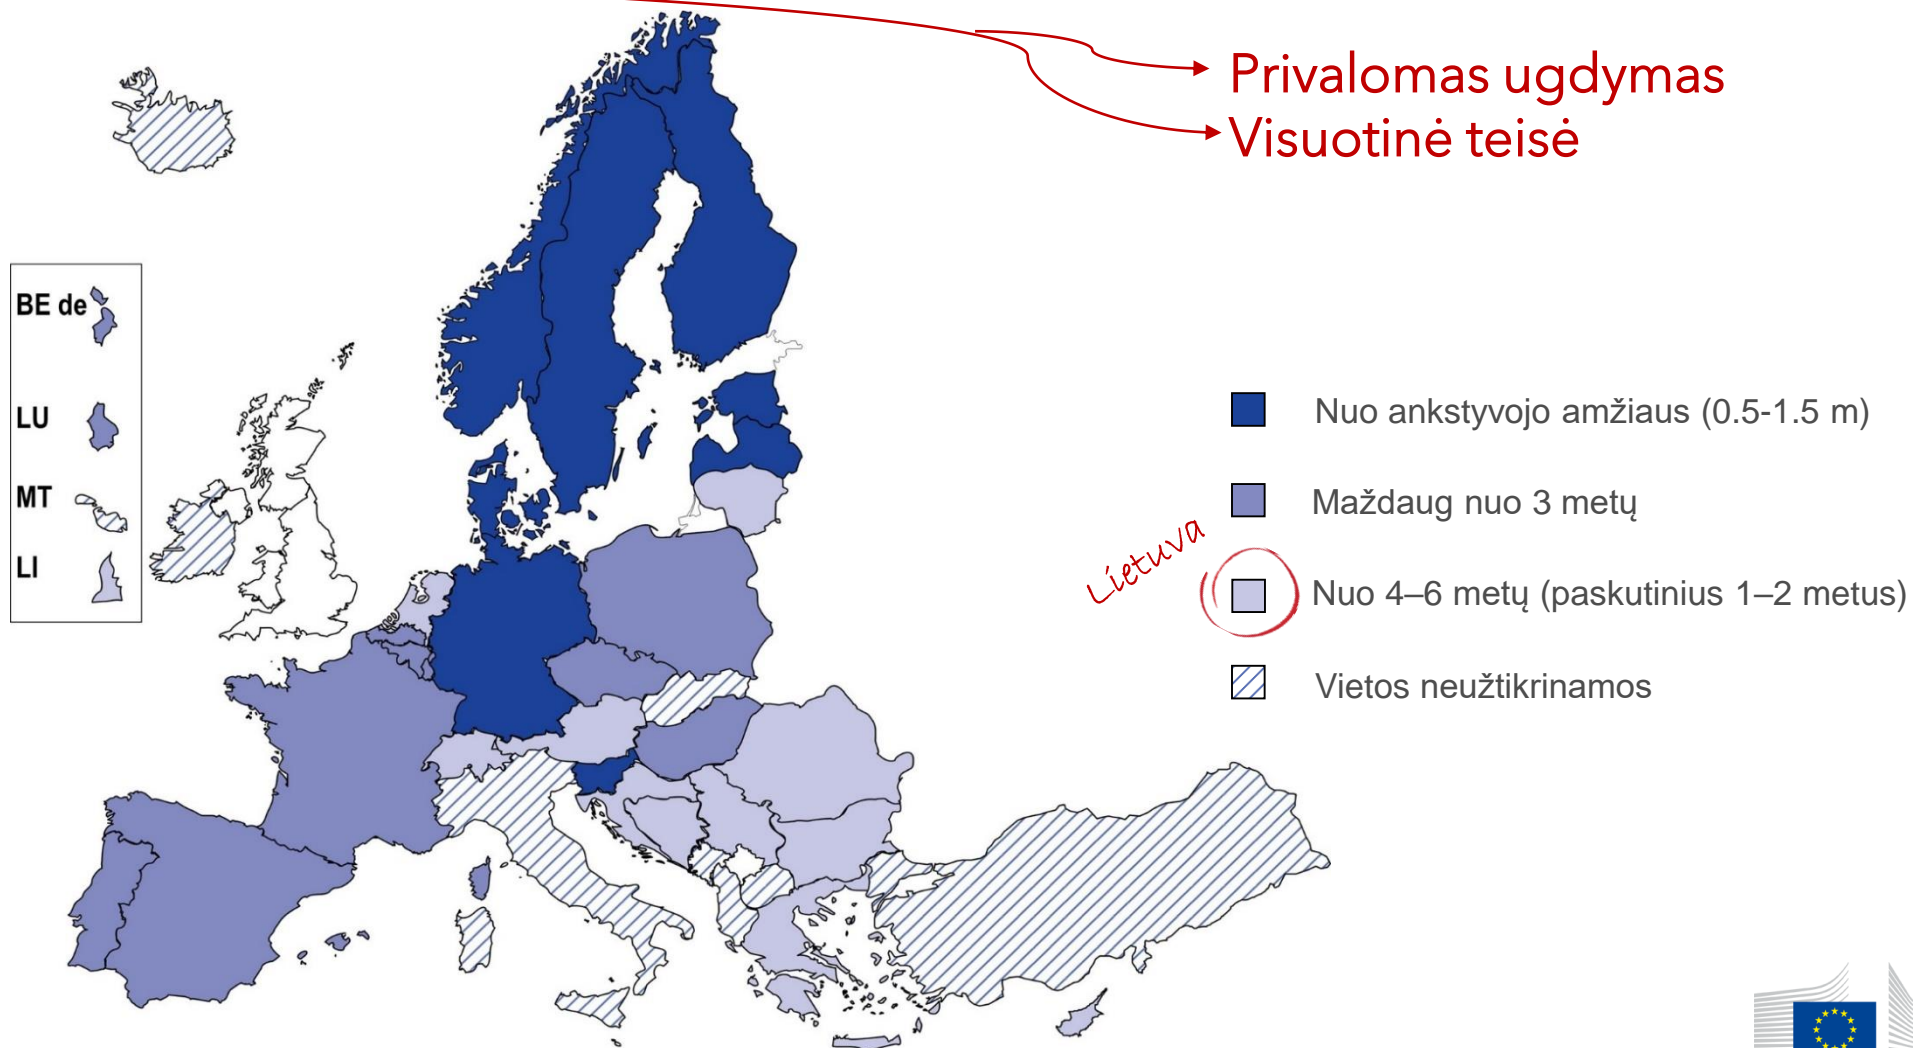 Privalomas ugdymas
Visuotinė teisė
BE de
LU
MT
LI
Nuo ankstyvojo amžiaus (0.5-1.5 m)
Maždaug nuo 3 metų
Lietuva
Nuo 4–6 metų (paskutinius 1–2 metus)
Vietos neužtikrinamos